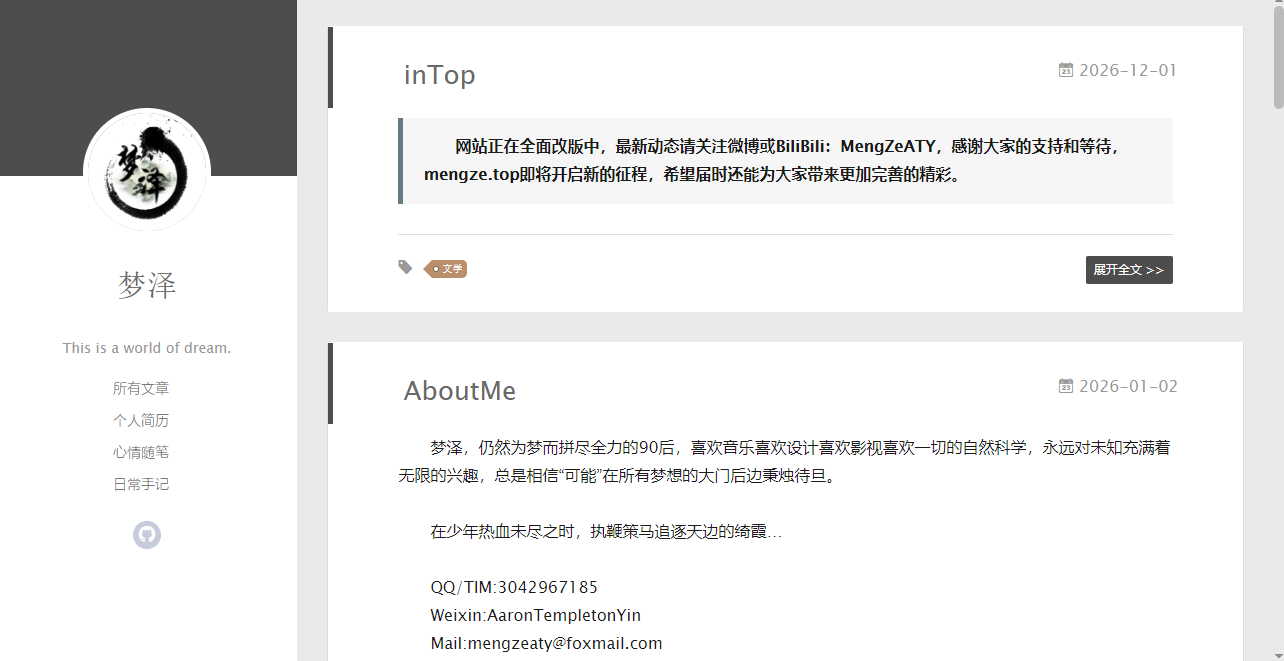 梦泽
梦泽
This is a world of dream.
所有文章
个人简历
心情随笔
日常手记
inTop
23 2026-12-01
网站正在全面改版中，最新动态请关注微博或BiliBili：MengZeATY，感谢大家的支持和等待，
mengze.top即将开启新的征程，希望届时还能为大家带来更加完善的精彩。
文学
展开全文 >>
AboutMe
23 2026-01-02
梦泽，仍然为梦而拼尽全力的90后，喜欢音乐喜欢设计喜欢影视喜欢一切的自然科学，永远对未知充满着
无限的兴趣，总是相信“可能”在所有梦想的大门后边秉烛待旦。
在少年热血未尽之时，执鞭策马追逐天边的绮霞…
QQ/TIM:3042967185
Weixin:AaronTempletonYin
Mail:mengzeaty@foxmail.com